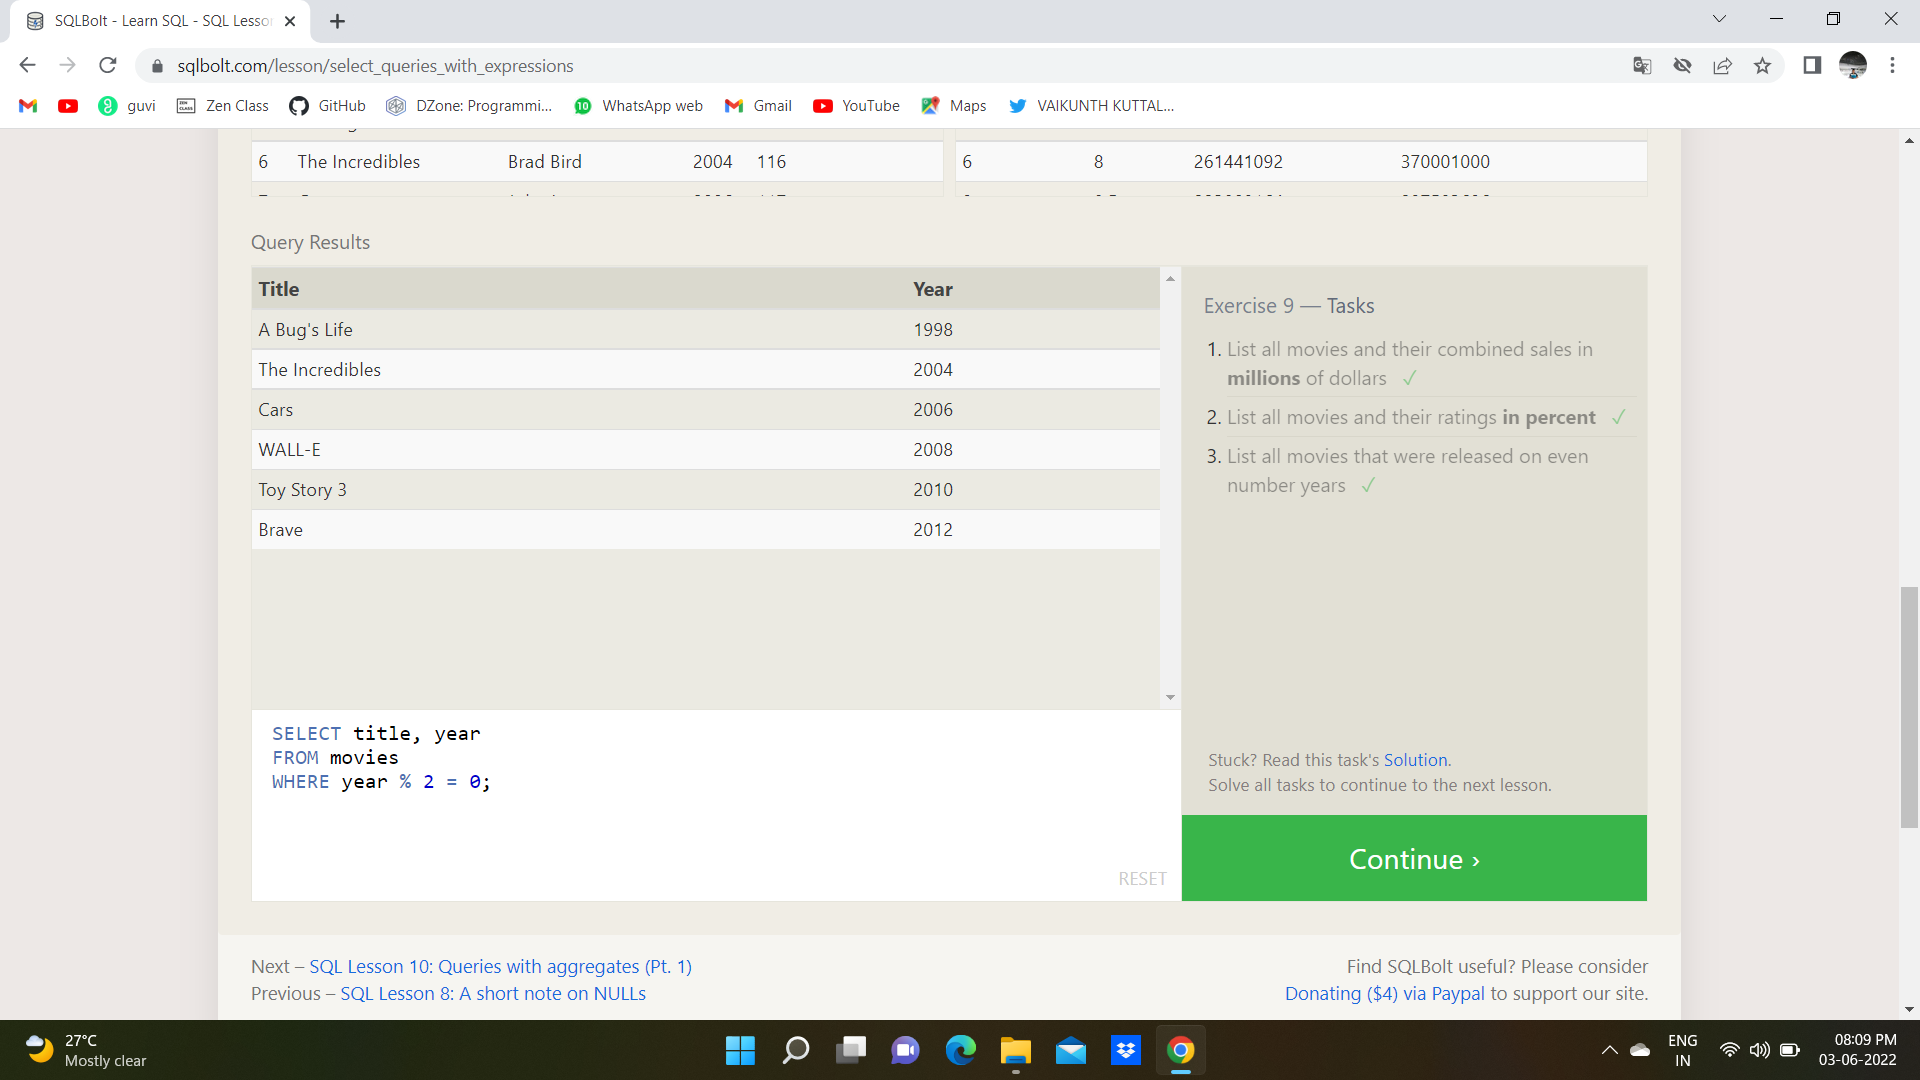 SQLBolt - Learn SQL - SQL Lesso
sqlbolt.com/lesson/select_queries_with_expressions
guvi
Zen Class
GitHub
DZone: Programmi...
WhatsApp web
Gmail
YouTube
Maps
VAIKUNTH KUTTAL...
6 The Incredibles Brad Bird 2004 116
6 8 261441092 370001000
Query Results
Title Year
A Bug's Life 1998
The Incredibles 2004
Cars 2006
WALL-E 2008
Toy Story 3 2010
Brave 2012
Exercise 9 — Tasks
1. List all movies and their combined sales in
millions of dollars ✓
2. List all movies and their ratings in percent ✓
3. List all movies that were released on even
number years ✓
SELECT title, year
FROM movies
WHERE year % 2 = 0;
RESET
Stuck? Read this task's Solution.
Solve all tasks to continue to the next lesson.
Continue ›
Next – SQL Lesson 10: Queries with aggregates (Pt. 1)
Previous – SQL Lesson 8: A short note on NULLs
Find SQLBolt useful? Please consider
Donating ($4) via Paypal to support our site.
27°C
Mostly clear
ENG
IN
08:09 PM
03-06-2022